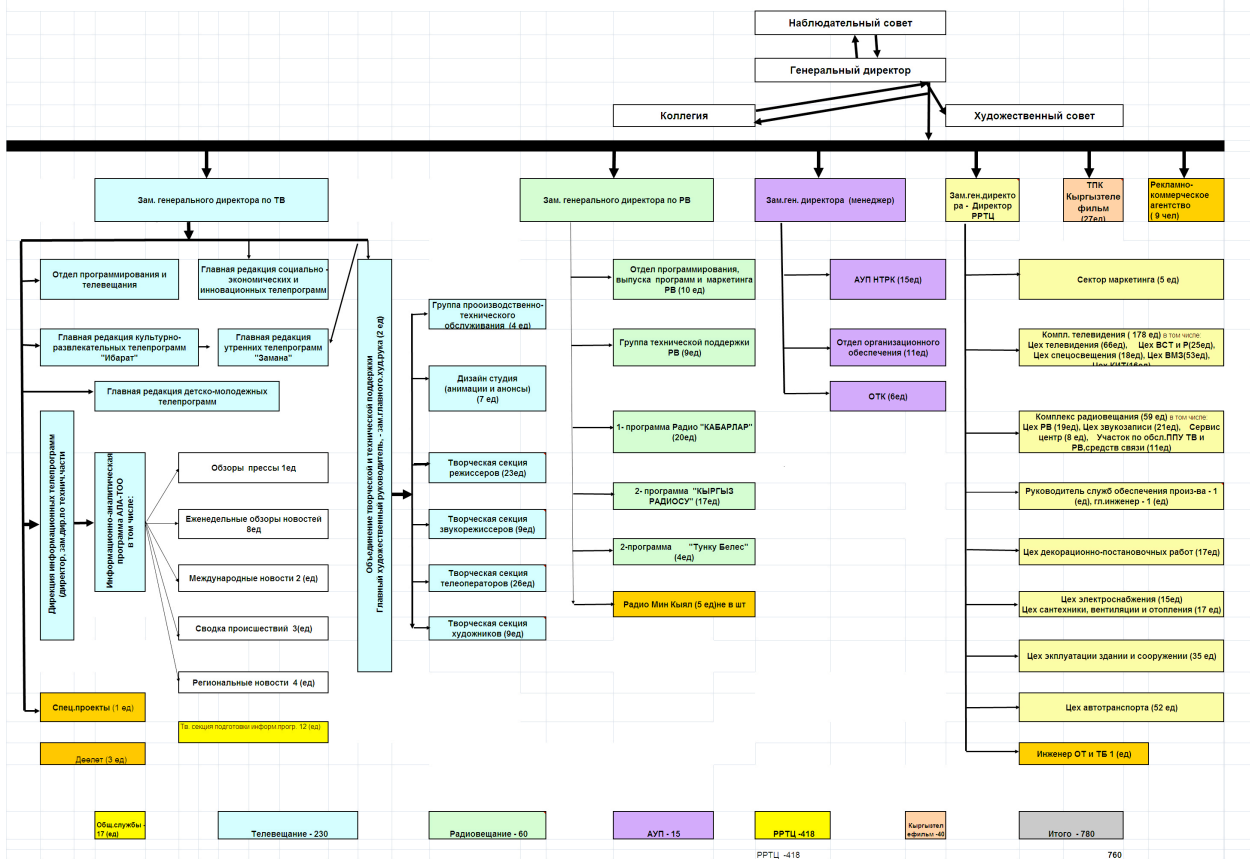 Наблюдательный совет
Генеральный директор
Коллегия
Художественный совет
Зам. генерального директора по ТВ
Зам. генерального директора по РВ
Зам.ген. директора (менеджер)
Зам.ген.директо
ра - Директор
РРТЦ
ТПК
Кыргызтеле
фильм
(27ед)
Рекламно-
коммерческое
агентство
( 9 чел)
Отдел программирования и
телевещания
Главная редакция социально -
экономических и
инновационных телепрограмм
Главная редакция культурно-
развлекательных телепрограмм
"Ибарат"
Главная редакция
утренних телепрограмм
"Замана"
Главная редакция детско-молодежных
телепрограмм
Дирекция информационных телепрограмм
(директор, зам.дир.по технич.части
Информационно-аналитическая
программа АЛА-ТОО
в том числе:
Обзоры прессы 1ед
Еженедельные обзоры новостей
8ед
Международные новости 2 (ед)
Сводка происшествий 3(ед)
Региональные новости 4 (ед)
Тв. секция подготовки информ.прогр. 12 (ед)
Спец.проекты (1 ед)
Дөөлөт (3 ед)
Объединение творческой и технической поддержки
Главный художественный руководитель, - зам.главного.худ.рука (2 ед)
Группа прооизводственно-
технического
обслуживания (4 ед)
Дизайн студия
(анимации и анонсы)
(7 ед)
Творческая секция
режиссеров (23ед)
Творческая секция
звукорежиссеров (9ед)
Творческая секция
телеоператоров (26ед)
Творческая секция
художников (9ед)
Отдел программирования,
выпуска программ и маркетинга
РВ (10 ед)
Группа технической поддержки
РВ (9ед)
1- программа Радио "КАБАРЛАР"
(20ед)
2- программа "КЫРГЫЗ
РАДИОСУ" (17ед)
2-программа "Тунку Белес"
(4ед)
Радио Мин Кыял (5 ед)не в шт
АУП НТРК (15ед)
Отдел организационного
обеспечения (11ед)
ОТК (6ед)
Сектор маркетинга (5 ед)
Компл. телевидения ( 178 ед) в том числе:
Цех телевидения (66ед), Цех ВСТ и Р(25ед),
Цех спецосвещения (18ед), Цех ВМЗ(53ед),
Цех КИТ(16ед)
Комплекс радиовещания (59 ед) в том числе:
Цех РВ (19ед), Цех звукозаписи (21ед), Сервис
центр (8 ед), Участок по обсл.ППУ ТВ и
РВ,средств связи (11ед)
Руководитель служб обеспечения произ-ва - 1
(ед), гл.инженер - 1 (ед)
Цех декорационно-постановочных работ (17ед)
Цех электроснабжения (15ед)
Цех сантехники, вентиляции и отопления (17 ед)
Цех эклуатации здании и сооружении (35 ед)
Цех автотранспорта (52 ед)
Инженер ОТ и ТБ 1 (ед)
Общ.службы -
17 (ед)
Телевещание - 230
Радиовещание - 60
АУП - 15
РРТЦ -418
Кыргызтел
ефильм -40
Итого - 780
РРТЦ -418
760